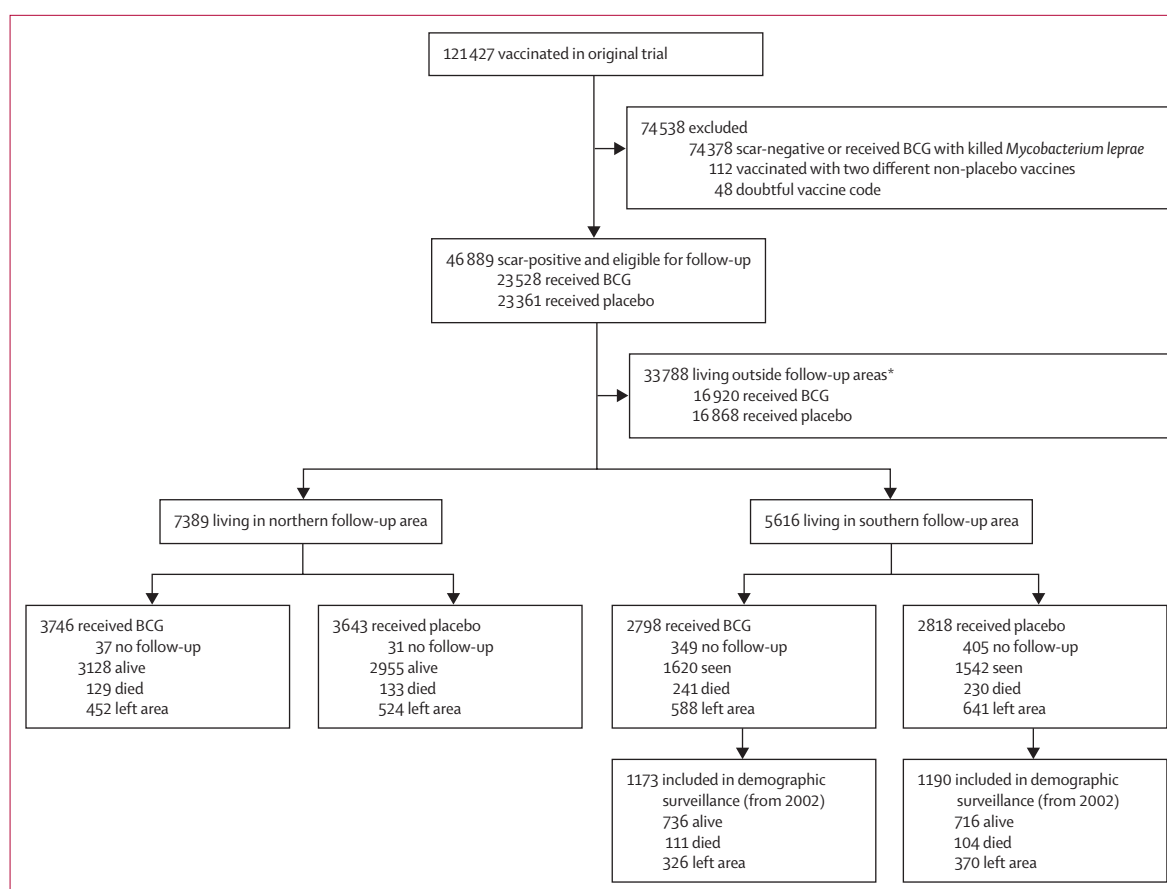 121 427 vaccinated in original trial
74 538 excluded
74 378 scar-negative or received BCG with killed Mycobacterium leprae
112 vaccinated with two different non-placebo vaccines
48 doubtful vaccine code
46 889 scar-positive and eligible for follow-up
23 528 received BCG
23 361 received placebo
33 788 living outside follow-up areas*
16 920 received BCG
16 868 received placebo
7389 living in northern follow-up area
5616 living in southern follow-up area
3746 received BCG
37 no follow-up
3128 alive
129 died
452 left area
3643 received placebo
31 no follow-up
2955 alive
133 died
524 left area
2798 received BCG
349 no follow-up
1620 seen
241 died
588 left area
2818 received placebo
405 no follow-up
1542 seen
230 died
641 left area
1173 included in demographic
surveillance (from 2002)
736 alive
111 died
326 left area
1190 included in demographic
surveillance (from 2002)
716 alive
104 died
370 left area